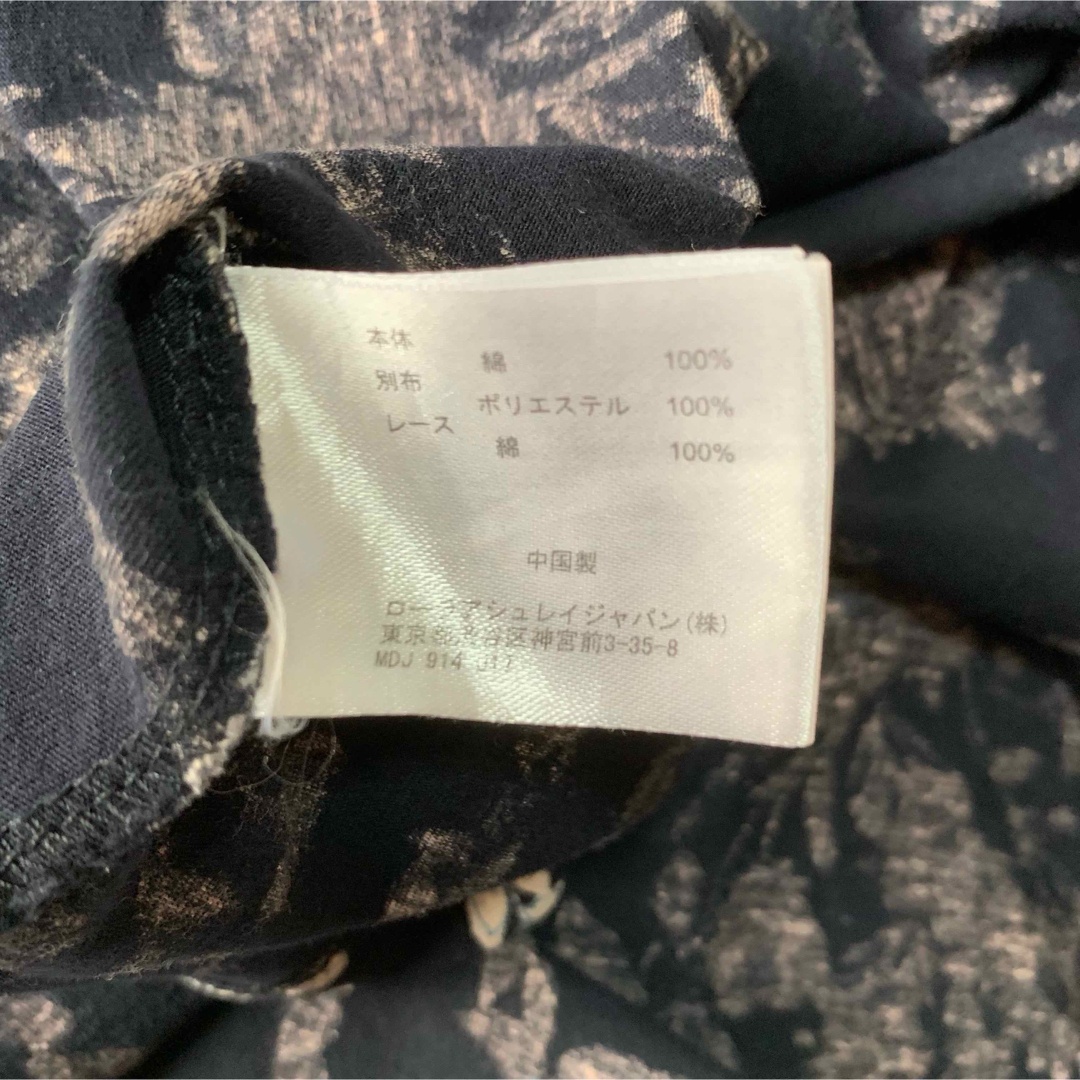 本体
綿 100%
別布
ポリエステル 100%
レース
綿 100%
中国製
ローラアシュレイジャパン(株)
東京都渋谷区神宮前3-35-8
MDJ 914